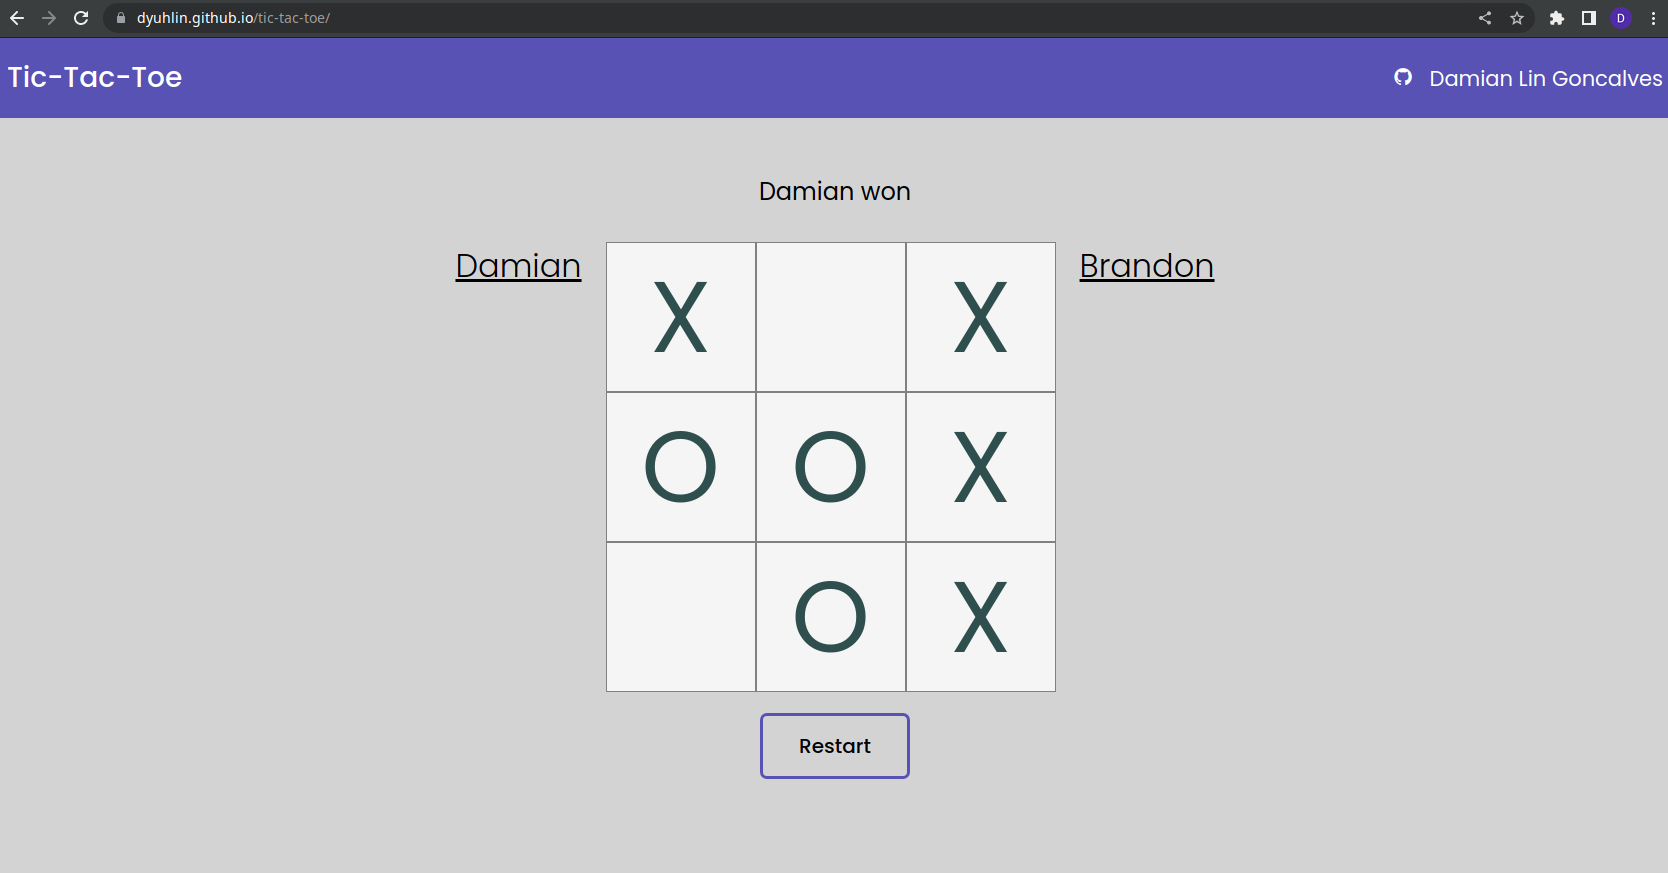 dyuhlin.github.io/tic-tac-toe/
D
Tic-Tac-Toe
Damian Lin Goncalves
Damian won
Damian
Brandon
X X
O O X
O X
Restart